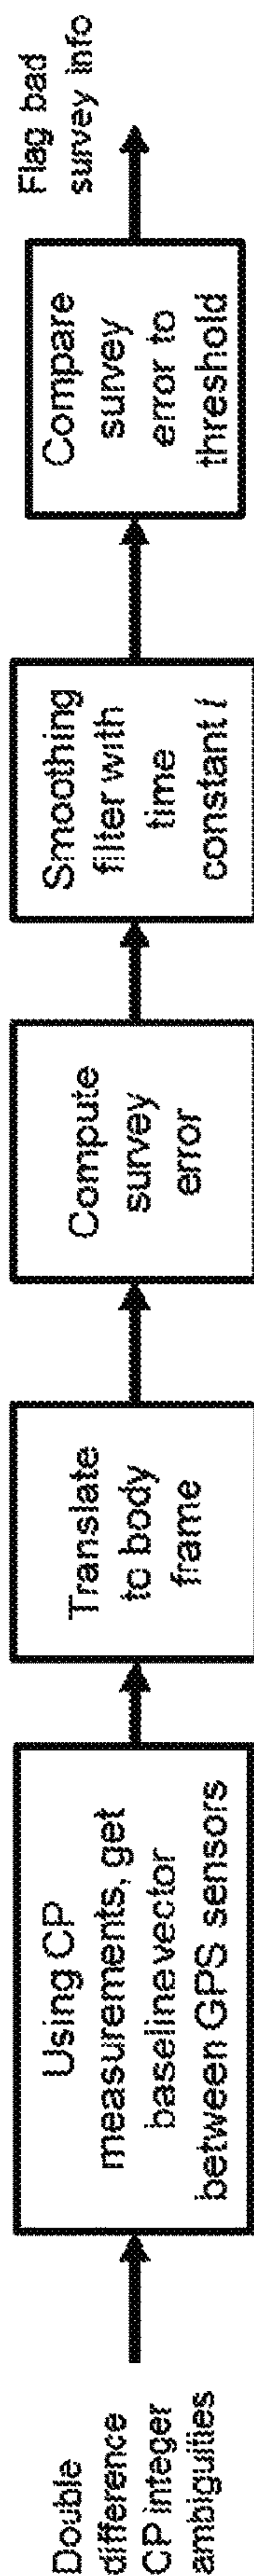 Double
difference
CP integer
ambiguities
Using CP
measurements, get
baseline vector
between GPS sensors
Translate
to body
frame
Compute
survey
error
Smoothing
filter with
time
constant l
Compare
survey
error to
threshold
Flag bad
survey info